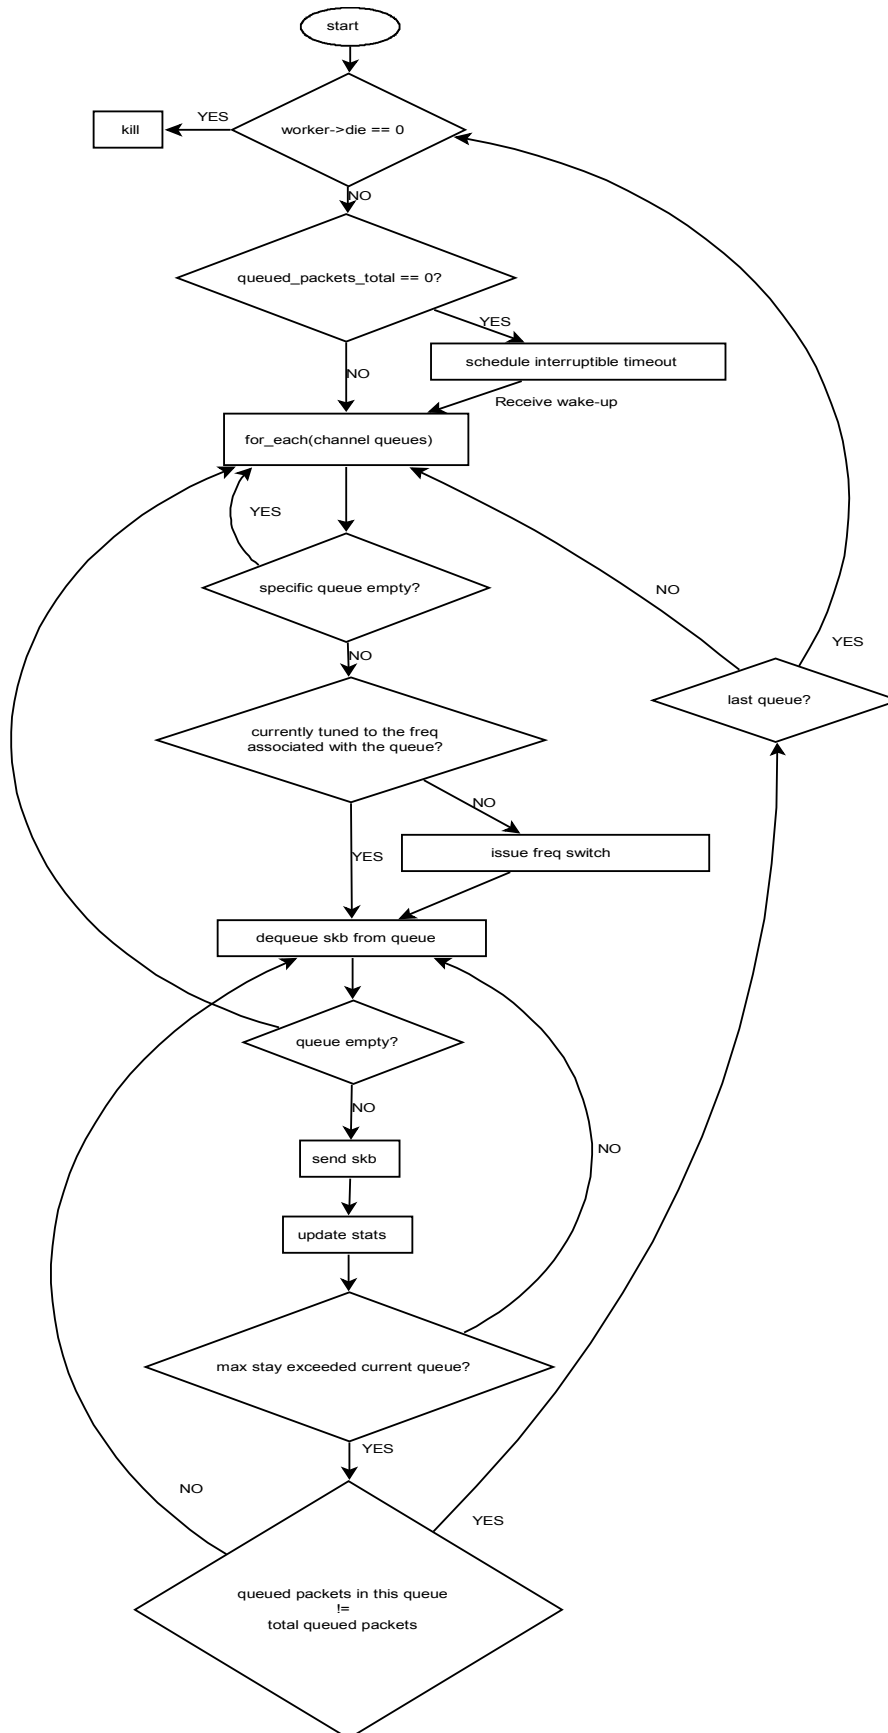 start
YES
kill
worker->die == 0
NO
queued_packets_total == 0?
YES
schedule interruptible timeout
NO
Receive wake-up
for_each(channel queues)
YES
specific queue empty?
NO
NO
YES
last queue?
currently tuned to the freq
associated with the queue?
NO
issue freq switch
YES
dequeue skb from queue
queue empty?
NO
NO
send skb
update stats
max stay exceeded current queue?
YES
NO
YES
queued packets in this queue
!=
total queued packets